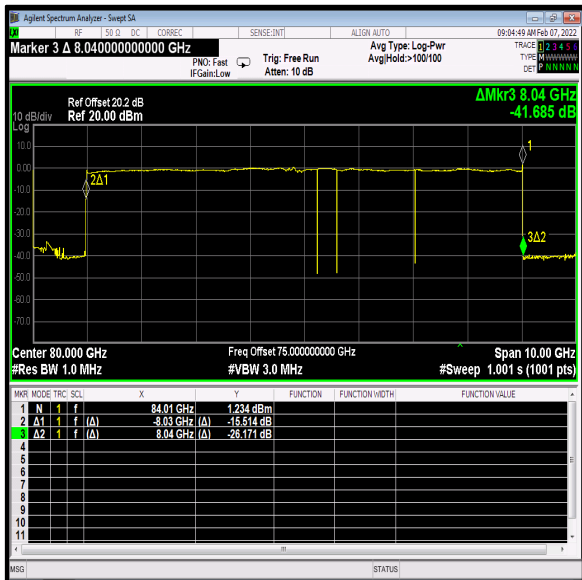 Agilent Spectrum Analyzer - Swept SA
LXI RF 50 Ω DC CORREC SENSE:INT ALIGN AUTO 09:04:49 AM Feb 07, 2022
Marker 3 Δ 8.040000000000 GHz
PNO: Fast
IFGain:Low
Trig: Free Run
Atten: 10 dB
Avg Type: Log-Pwr
Avg|Hold:>100/100
TRACE 1 2 3 4 5 6
TYPE M W W W W W
DET P N N N N N
ΔMkr3 8.04 GHz
-41.685 dB
Ref Offset 20.2 dB
10 dB/div Ref 20.00 dBm
Log
10.0
0.00
-10.0
-20.0
-30.0
-40.0
-50.0
-60.0
-70.0
1
2Δ1
3Δ2
Center 80.000 GHz Freq Offset 75.000000000 GHz Span 10.00 GHz
#Res BW 1.0 MHz #VBW 3.0 MHz #Sweep 1.001 s (1001 pts)
MKR MODE TRC SCL X Y FUNCTION FUNCTION WIDTH FUNCTION VALUE
1 N 1 f 84.01 GHz 1.234 dBm
2 Δ1 1 f (Δ) -8.03 GHz (Δ) -15.514 dB
3 Δ2 1 f (Δ) 8.04 GHz (Δ) -26.171 dB
4
5
6
7
8
9
10
11
MSG STATUS